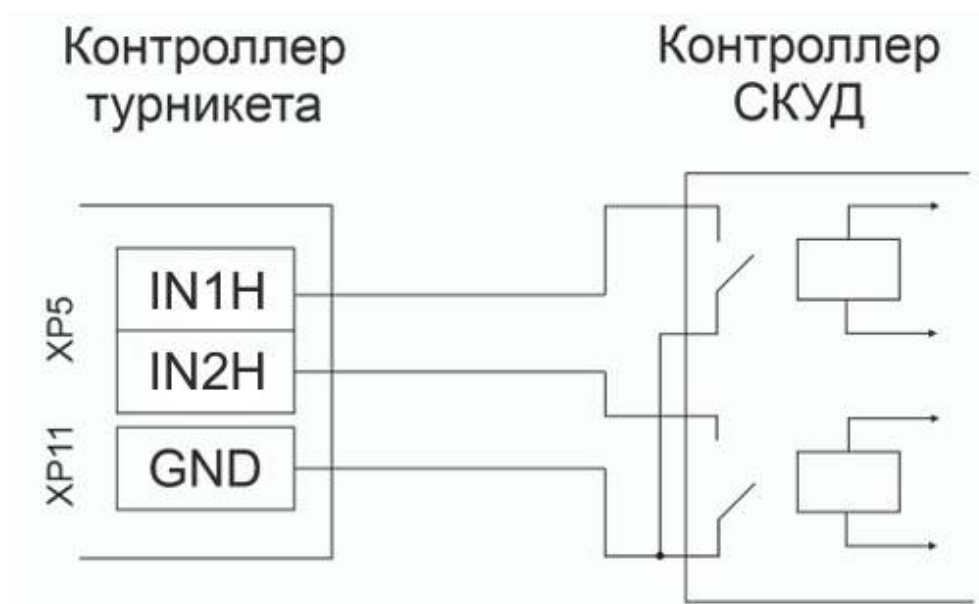 Контроллер
турникета
Контроллер
СКУД
XP5
IN1H
IN2H
XP11
GND